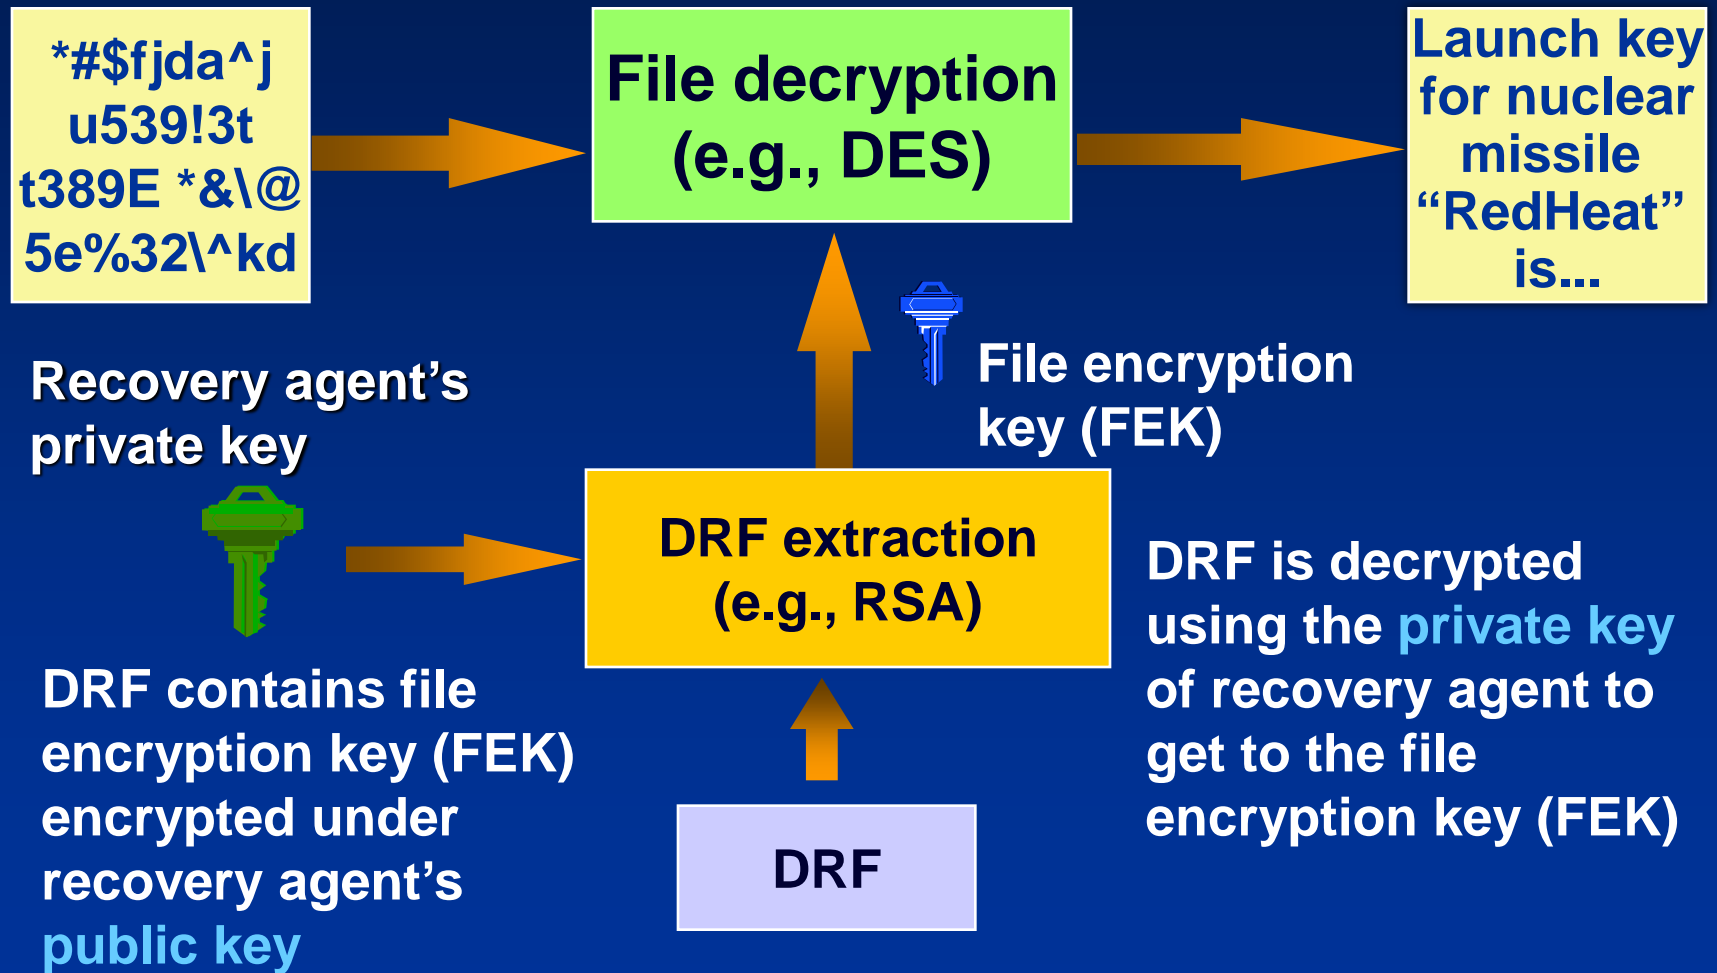 *#$fjda^j
u539!3t
t389E *&\@
5e%32\^kd
File decryption
(e.g., DES)
Launch key
for nuclear
missile
“RedHeat”
is...
Recovery agent’s
private key
File encryption
key (FEK)
DRF extraction
(e.g., RSA)
DRF contains file
encryption key (FEK)
encrypted under
recovery agent’s
public key
DRF
DRF is decrypted
using the private key
of recovery agent to
get to the file
encryption key (FEK)